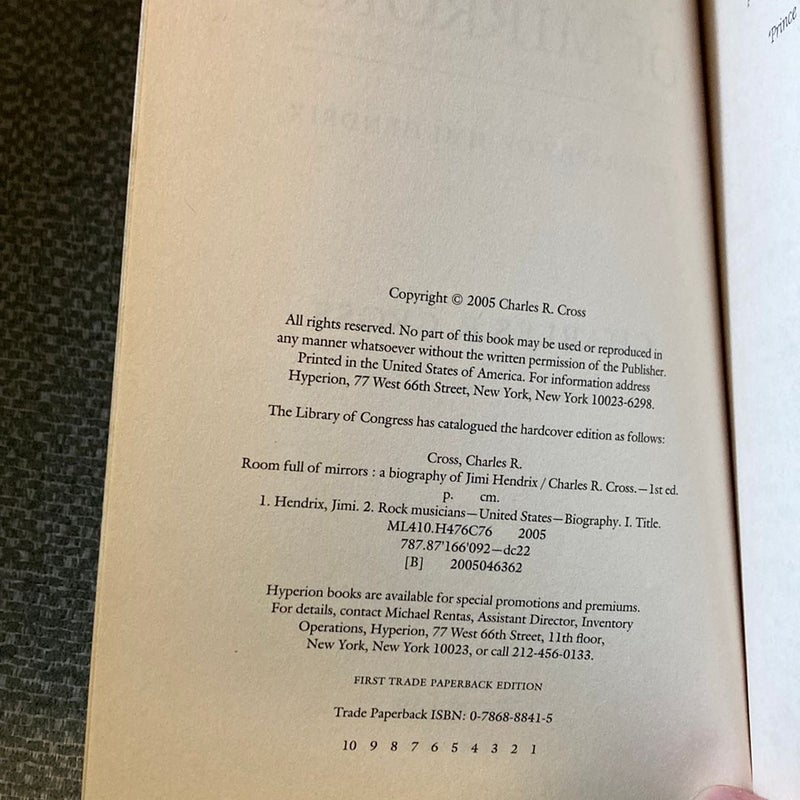 'Prince
Copyright © 2005 Charles R. Cross
All rights reserved. No part of this book may be used or reproduced in
any manner whatsoever without the written permission of the Publisher.
Printed in the United States of America. For information address
Hyperion, 77 West 66th Street, New York, New York 10023-6298.
The Library of Congress has catalogued the hardcover edition as follows:
Cross, Charles R.
Room full of mirrors : a biography of Jimi Hendrix / Charles R. Cross.—1st ed.
p. cm.
1. Hendrix, Jimi. 2. Rock musicians—United States—Biography. I. Title.
ML410.H476C76 2005
787.87'166'092—dc22
[B] 2005046362
Hyperion books are available for special promotions and premiums.
For details, contact Michael Rentas, Assistant Director, Inventory
Operations, Hyperion, 77 West 66th Street, 11th floor,
New York, New York 10023, or call 212-456-0133.
FIRST TRADE PAPERBACK EDITION
Trade Paperback ISBN: 0-7868-8841-5
10 9 8 7 6 5 4 3 2 1